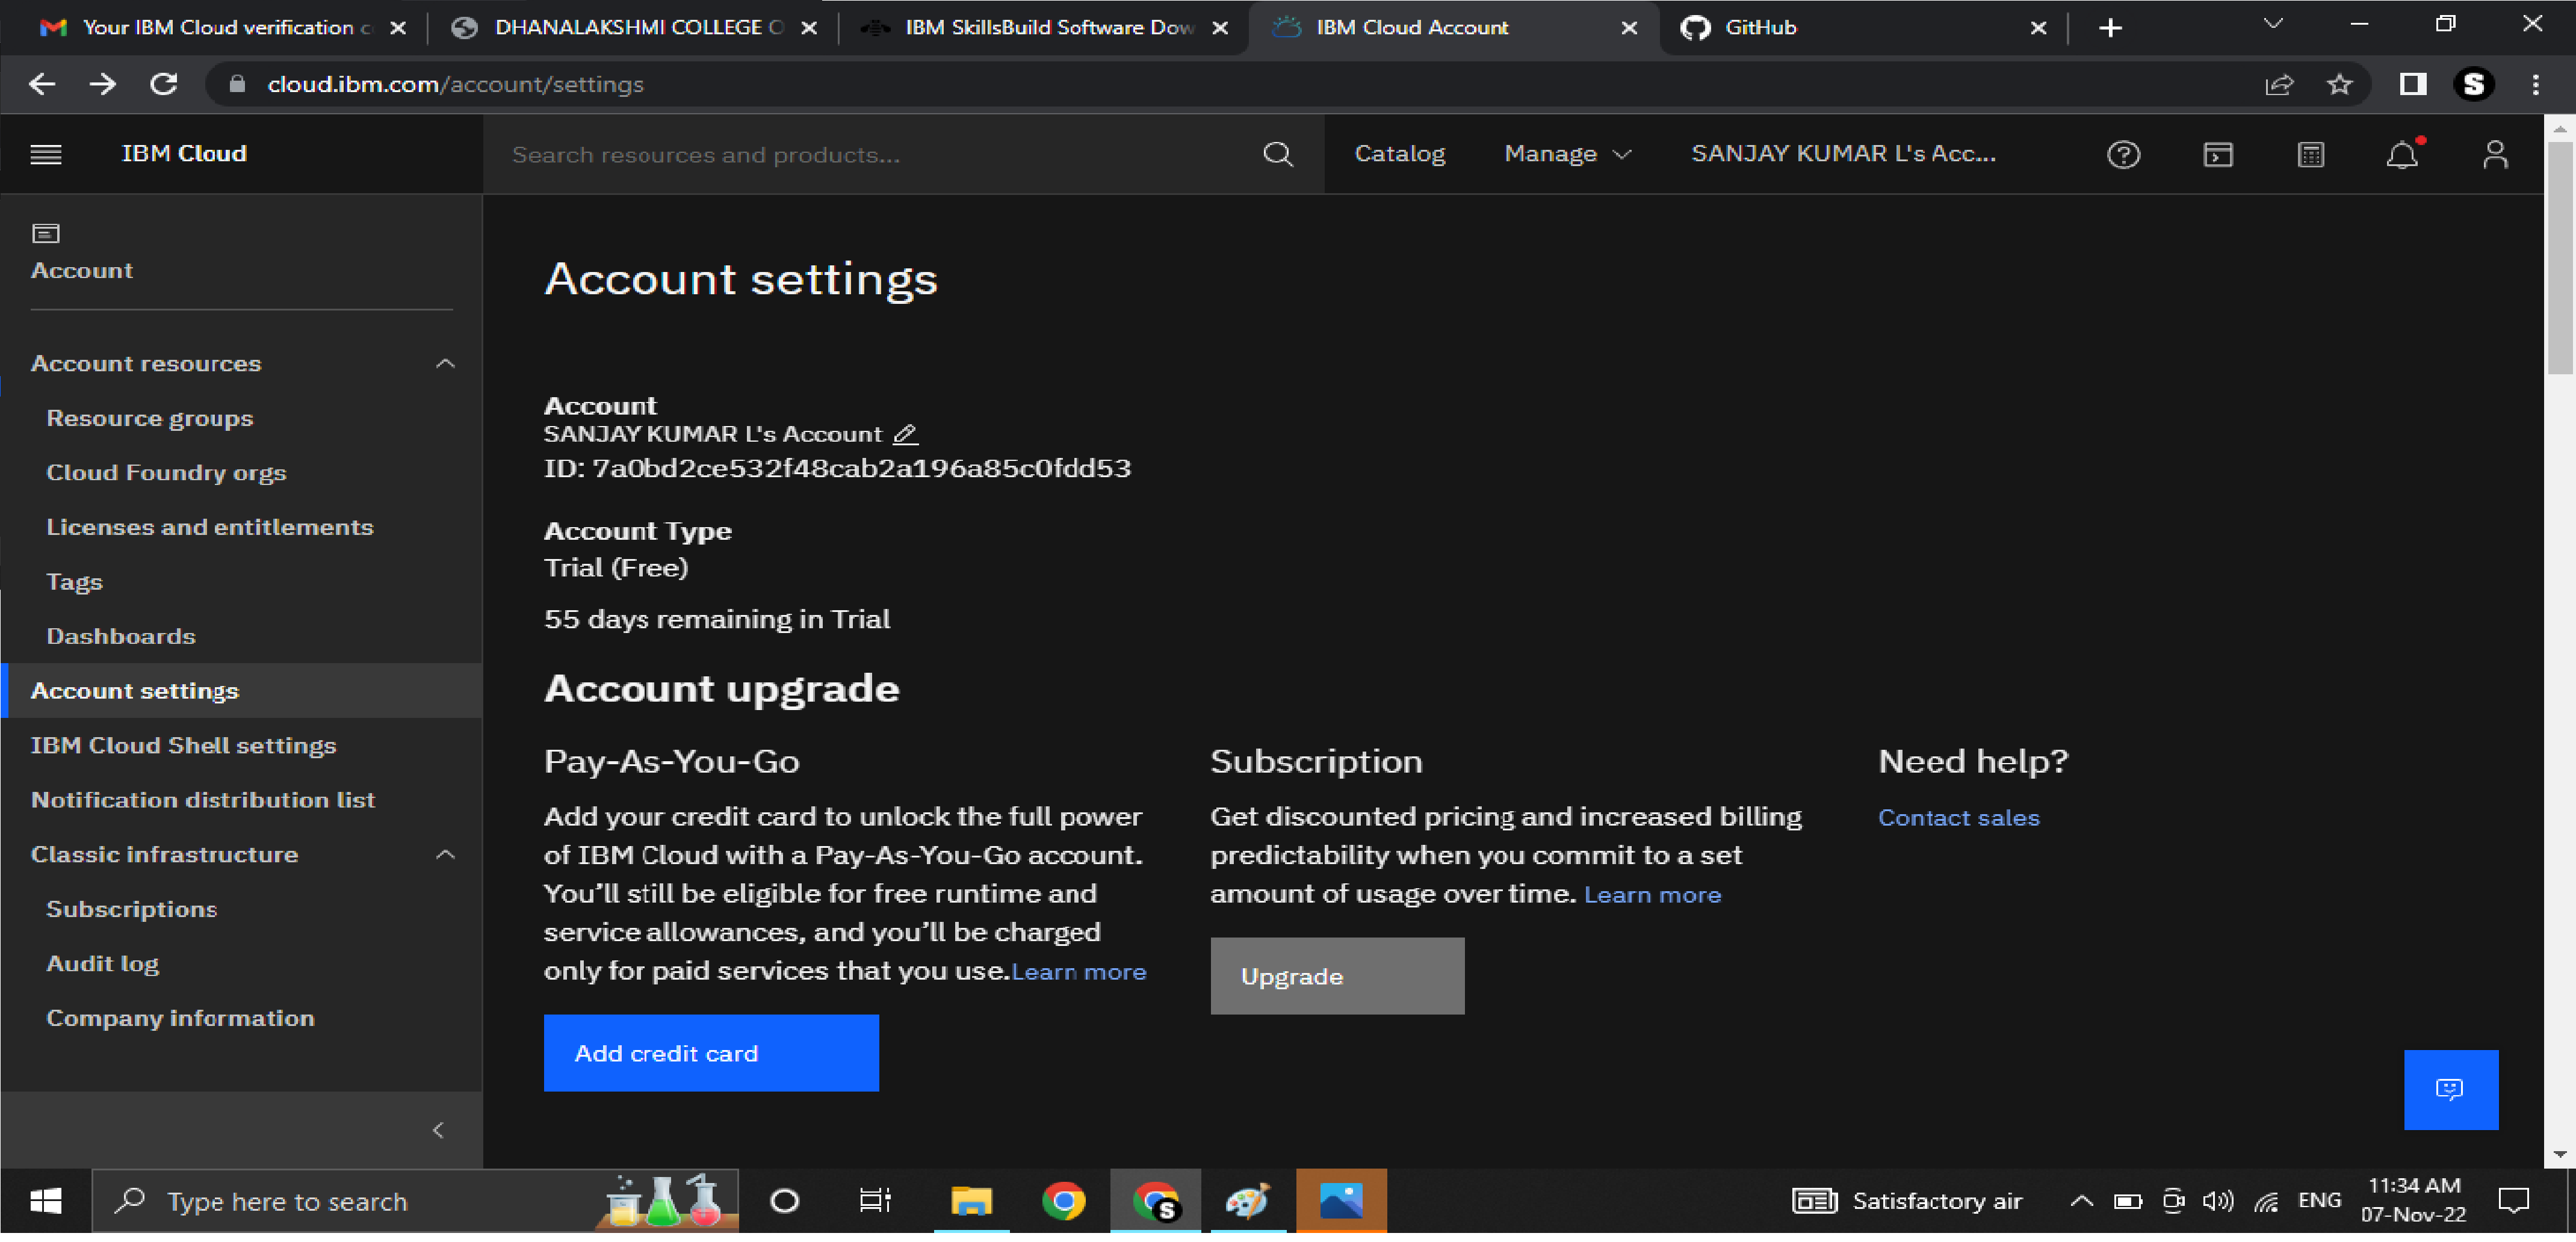 Your IBM Cloud verification c
DHANALAKSHMI COLLEGE O
IBM SkillsBuild Software Dow
IBM Cloud Account
GitHub
cloud.ibm.com/account/settings
S
IBM Cloud
Search resources and products...
Catalog
Manage
SANJAY KUMAR L's Acc...
Account
Account resources
Resource groups
Cloud Foundry orgs
Licenses and entitlements
Tags
Dashboards
Account settings
IBM Cloud Shell settings
Notification distribution list
Classic infrastructure
Subscriptions
Audit log
Company information
Account settings
Account
SANJAY KUMAR L's Account
ID: 7a0bd2ce532f48cab2a196a85c0fdd53
Account Type
Trial (Free)
55 days remaining in Trial
Account upgrade
Pay-As-You-Go
Add your credit card to unlock the full power
of IBM Cloud with a Pay-As-You-Go account.
You’ll still be eligible for free runtime and
service allowances, and you’ll be charged
only for paid services that you use.Learn more
Add credit card
Subscription
Get discounted pricing and increased billing
predictability when you commit to a set
amount of usage over time. Learn more
Upgrade
Need help?
Contact sales
Type here to search
S
Satisfactory air
ENG
11:34 AM
07-Nov-22